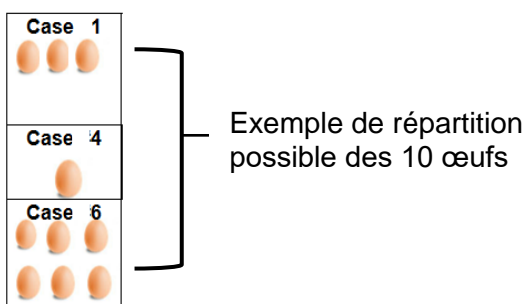 Case 1
Case 4
Case 6
Exemple de répartition
possible des 10 œufs